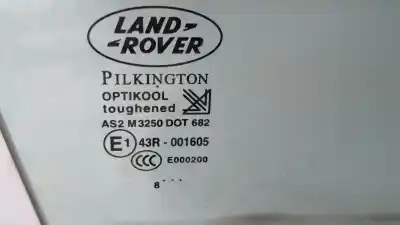 LAND-
-ROVER
PILKINGTON
OPTIKOOL
toughened
AS2 M3250 DOT 682
E1 43R - 001605
CCC E000200
8 ···